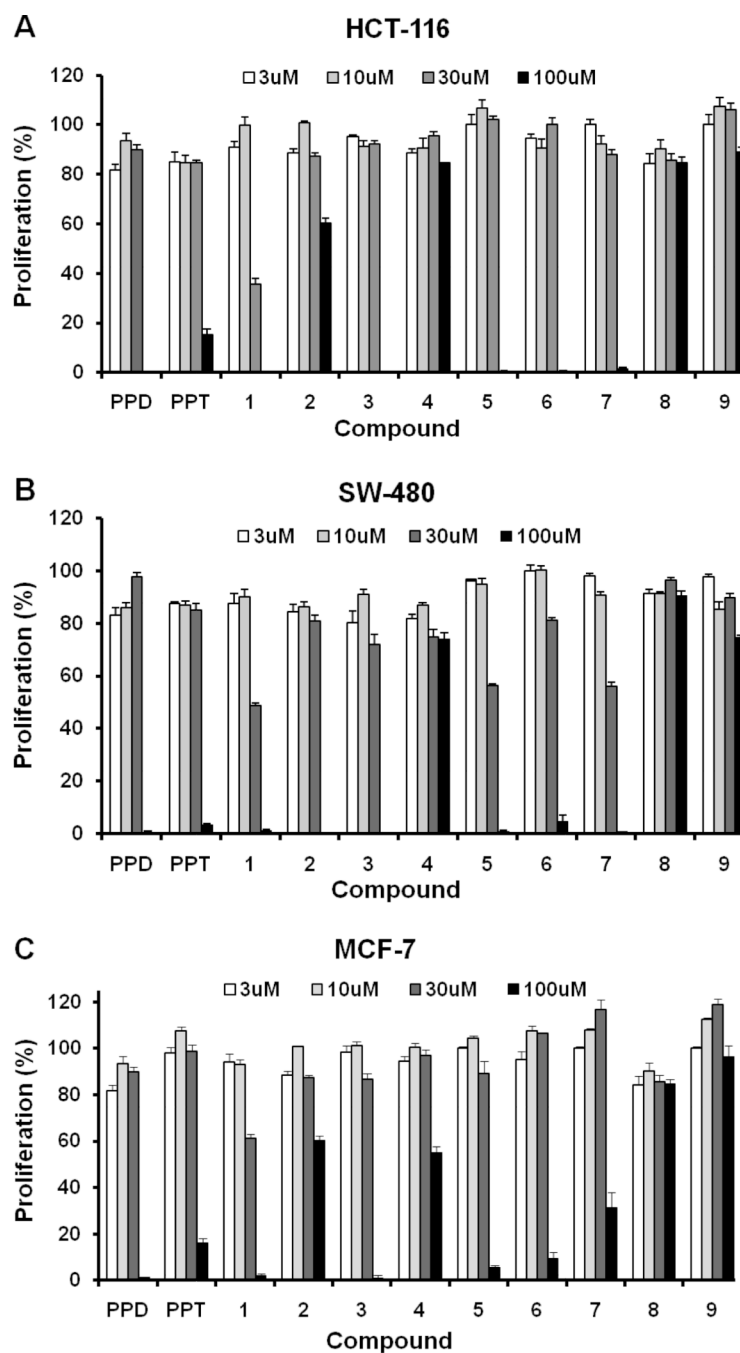 A
HCT-116
3uM 10uM 30uM 100uM
Proliferation (%)
120
100
80
60
40
20
0
PPD PPT 1 2 3 4 5 6 7 8 9
Compound
B
SW-480
3uM 10uM 30uM 100uM
Proliferation (%)
120
100
80
60
40
20
0
PPD PPT 1 2 3 4 5 6 7 8 9
Compound
C
MCF-7
3uM 10uM 30uM 100uM
Proliferation (%)
120
100
80
60
40
20
0
PPD PPT 1 2 3 4 5 6 7 8 9
Compound